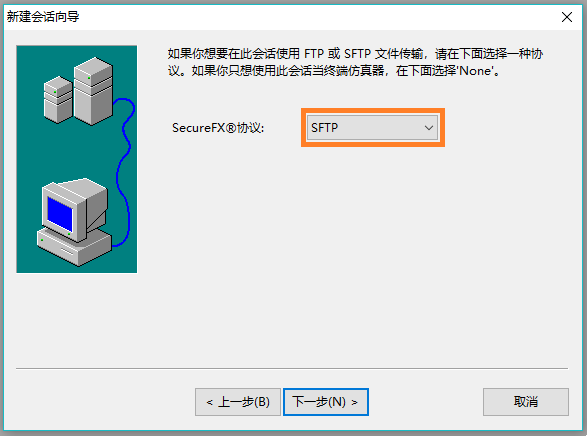 新建会话向导
如果你想要在此会话使用 FTP 或 SFTP 文件传输，请在下面选择一种协
议。如果你只想使用此会话当终端仿真器，在下面选择'None'。
SecureFX®协议:
SFTP
< 上一步(B)
下一步(N) >
取消